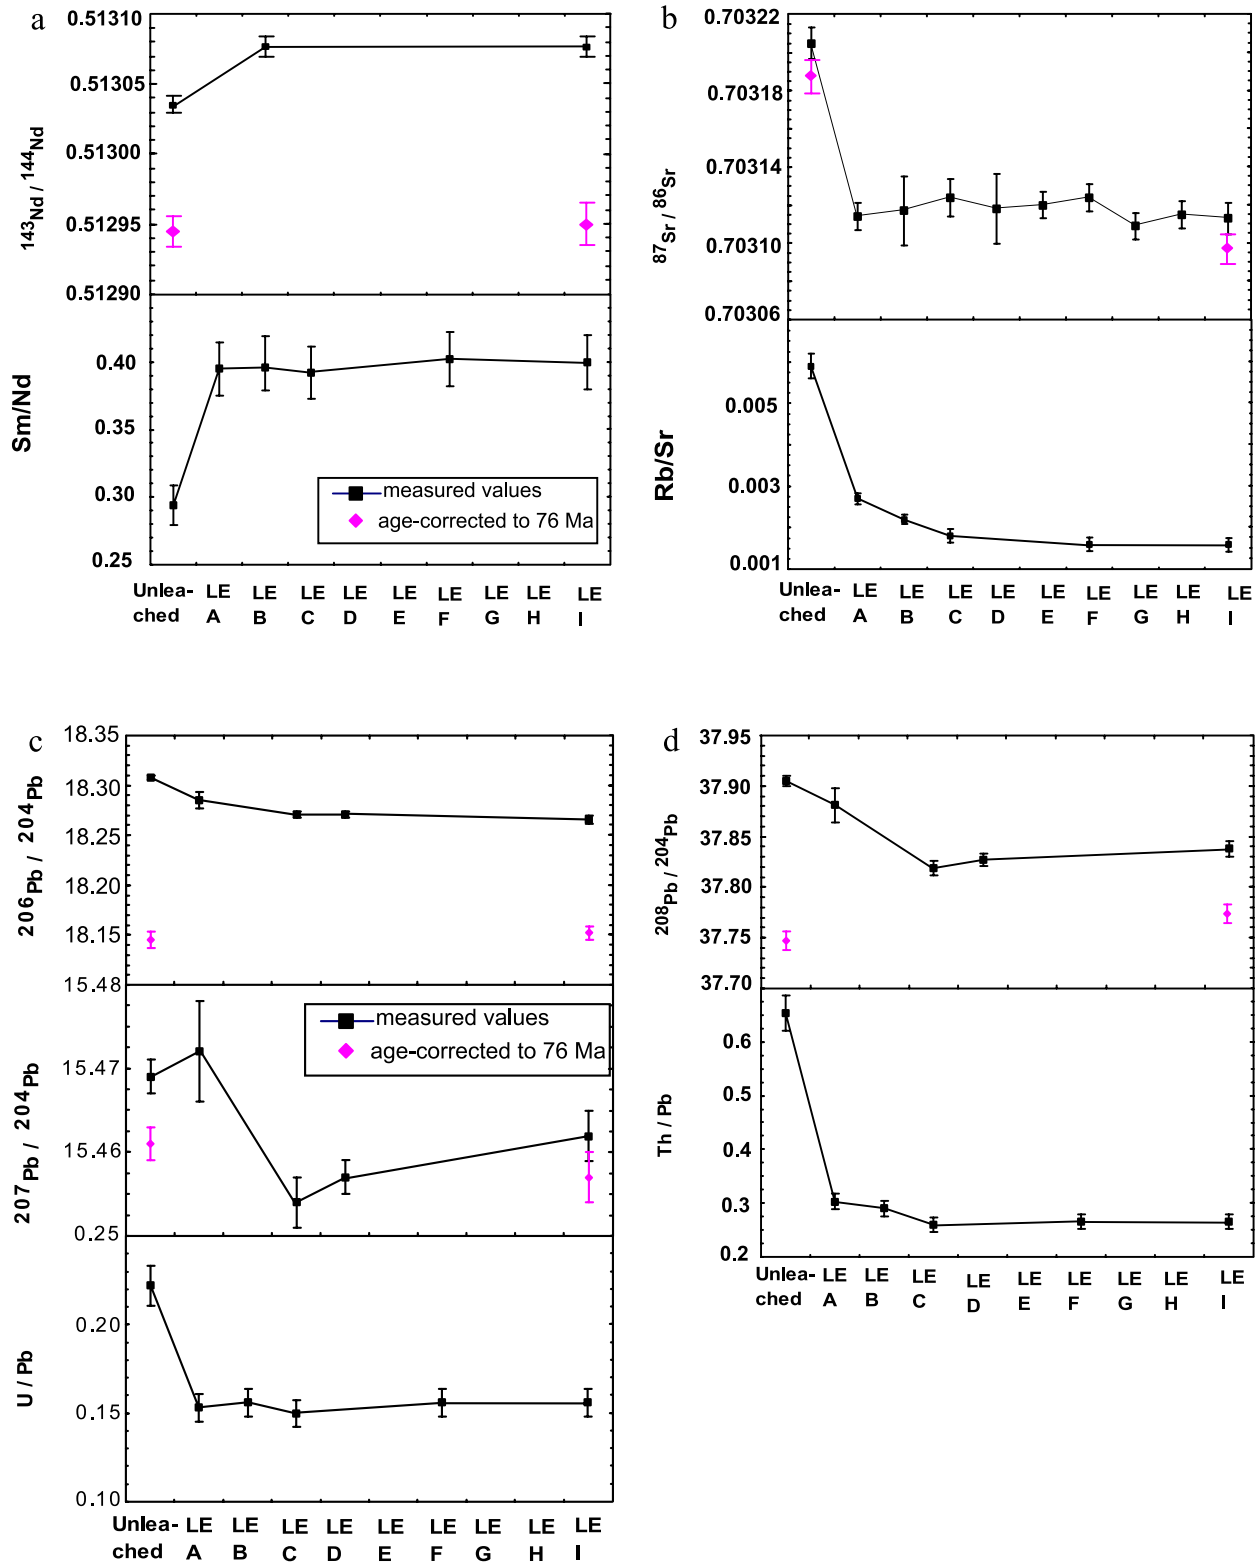 a
0.51310
0.51305
0.51300
0.51295
0.51290
143Nd / 144Nd
0.40
0.35
0.30
0.25
Sm/Nd
measured values
age-corrected to 76 Ma
Unlea- LE LE LE LE LE LE LE LE LE
ched A B C D E F G H I
b
0.70322
0.70318
0.70314
0.70310
0.70306
87Sr / 86Sr
0.005
0.003
0.001
Rb/Sr
Unlea- LE LE LE LE LE LE LE LE LE
ched A B C D E F G H I
c
18.35
18.30
18.25
18.20
18.15
206Pb / 204Pb
15.48
15.47
15.46
207Pb / 204Pb
measured values
age-corrected to 76 Ma
0.25
0.20
0.15
0.10
U / Pb
Unlea- LE LE LE LE LE LE LE LE LE
ched A B C D E F G H I
d
37.95
37.90
37.85
37.80
37.75
37.70
208Pb / 204Pb
0.6
0.5
0.4
0.3
0.2
Th / Pb
Unlea- LE LE LE LE LE LE LE LE LE
ched A B C D E F G H I